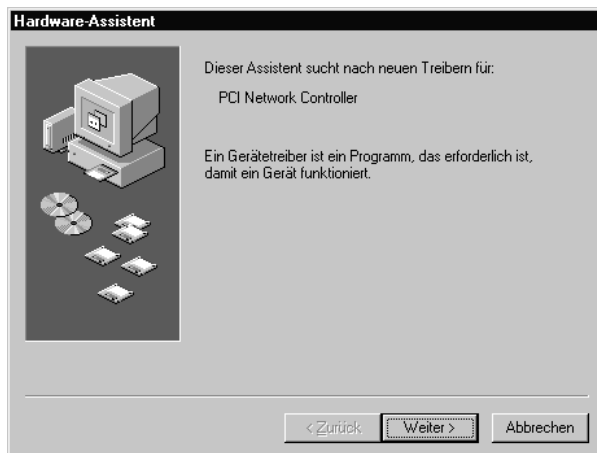 Hardware-Assistent
Dieser Assistent sucht nach neuen Treibern für:
PCI Network Controller
Ein Gerätetreiber ist ein Programm, das erforderlich ist,
damit ein Gerät funktioniert.
< Zurück
Weiter >
Abbrechen